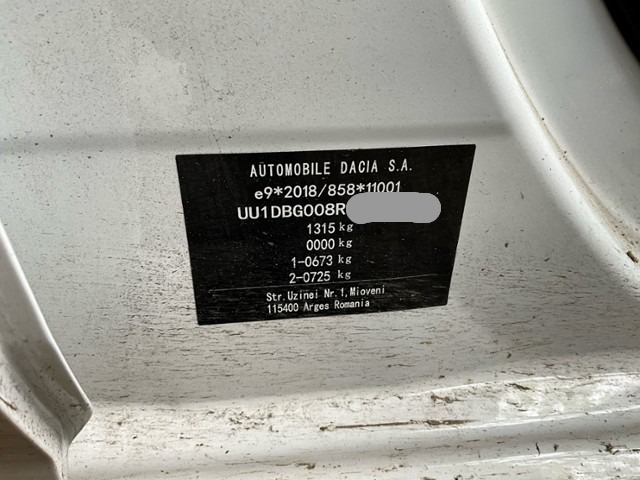 AUTOMOBILE DACIA S.A.
e9*2018/858*11001
UU1DBG008R
1315 kg
0000 kg
1-0673 kg
2-0725 kg
Str.Uzinei Nr.1,Mioveni
115400 Arges Romania